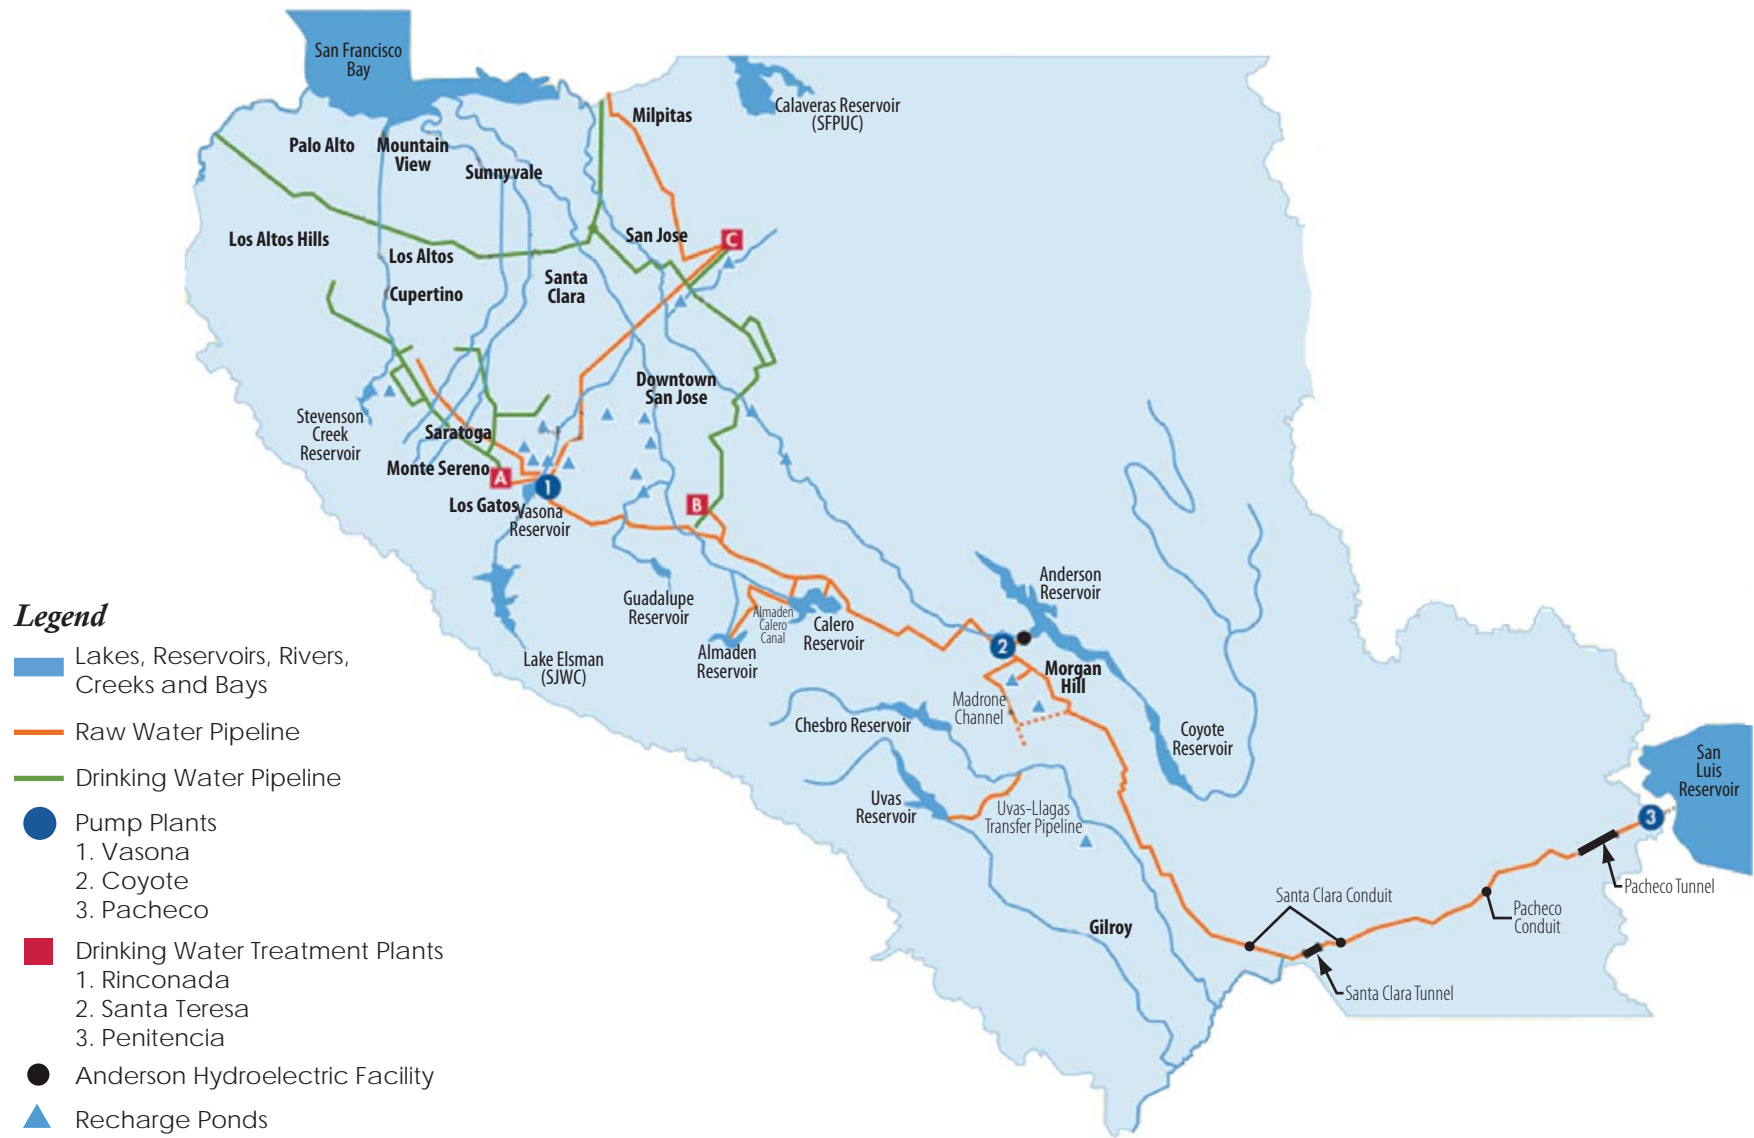 San Francisco
Bay
Milpitas
Calaveras Reservoir
(SFPUC)
Palo Alto
Mountain
View
Sunnyvale
Los Altos Hills
Los Altos
San Jose
C
Santa
Clara
Cupertino
Downtown
San Jose
Stevenson
Creek
Reservoir
Saratoga
Monte Sereno
A
1
Los Gatos
Vasona
Reservoir
B
Anderson
Reservoir
Guadalupe
Reservoir
Almaden
Calero
Canal
Calero
Reservoir
Almaden
Reservoir
Lake Elsman
(SJWC)
2
Morgan
Hill
Madrone
Channel
Chesbro Reservoir
Coyote
Reservoir
San
Luis
Reservoir
Uvas
Reservoir
Uvas-Llagas
Transfer Pipeline
3
Pacheco Tunnel
Santa Clara Conduit
Pacheco
Conduit
Gilroy
Santa Clara Tunnel
Legend
Lakes, Reservoirs, Rivers,
Creeks and Bays
Raw Water Pipeline
Drinking Water Pipeline
Pump Plants
1. Vasona
2. Coyote
3. Pacheco
Drinking Water Treatment Plants
1. Rinconada
2. Santa Teresa
3. Penitencia
Anderson Hydroelectric Facility
Recharge Ponds